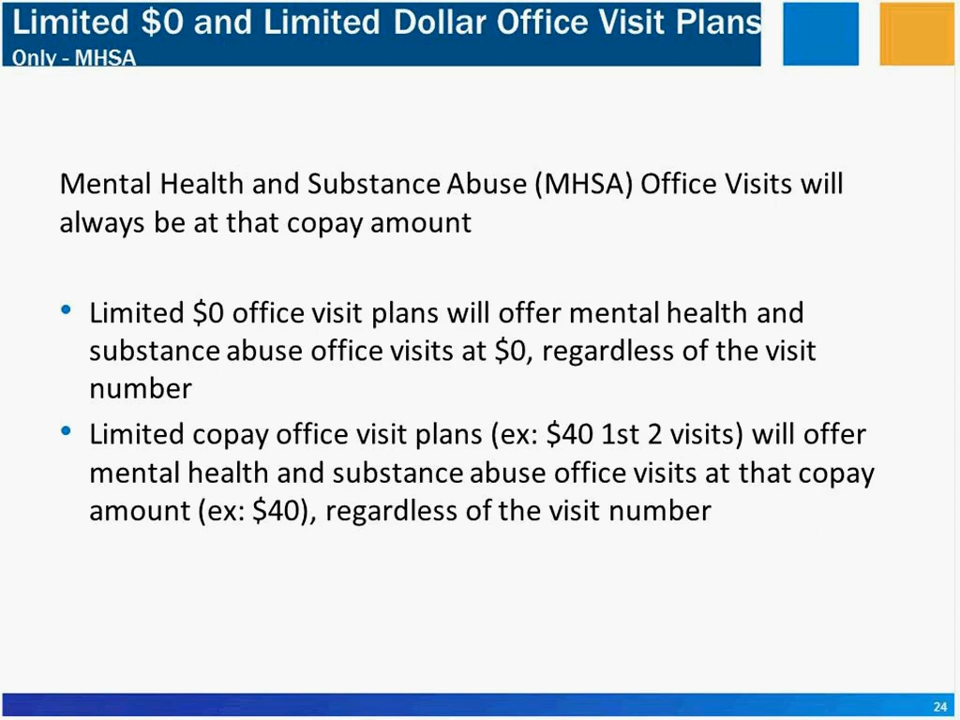 Limited $0 and Limited Dollar Office Visit Plans
Only - MHSA
Mental Health and Substance Abuse (MHSA) Office Visits will
always be at that copay amount
• Limited $0 office visit plans will offer mental health and
substance abuse office visits at $0, regardless of the visit
number
• Limited copay office visit plans (ex: $40 1st 2 visits) will offer
mental health and substance abuse office visits at that copay
amount (ex: $40), regardless of the visit number
24